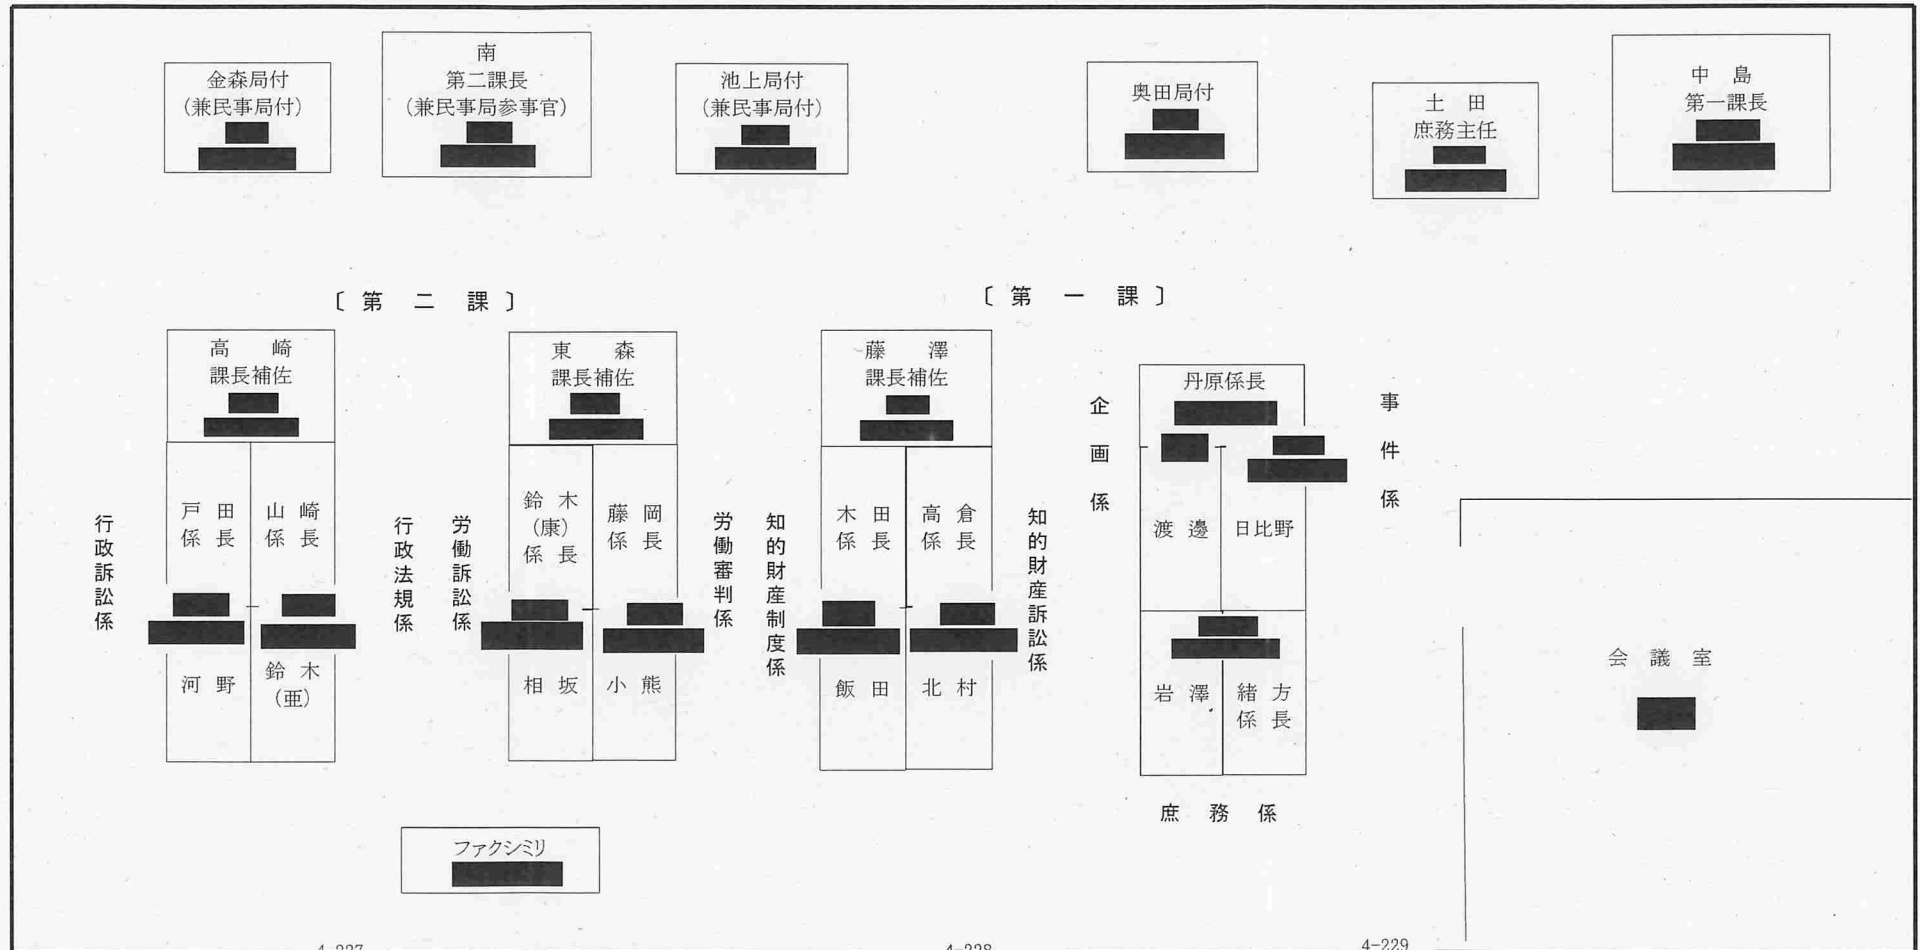 金森局付
(兼民事局付)
南
第二課長
(兼民事局参事官)
池上局付
(兼民事局付)
奥田局付
土田
庶務主任
中島
第一課長
〔第二課〕
〔第一課〕
高崎
課長補佐
東森
課長補佐
藤澤
課長補佐
丹原係長
企画係
事件係
行政訴訟係
戸田
係長
山崎
係長
行政法規係
労働訴訟係
鈴木
(康)
係長
藤岡
係長
労働審判係
知的財産制度係
木田
係長
高倉
係長
知的財産訴訟係
渡邊
日比野
河野
鈴木
(亜)
相坂
小熊
飯田
北村
岩澤
緒方
係長
会議室
庶務係
ファクシミリ
4-227
4-228
4-229